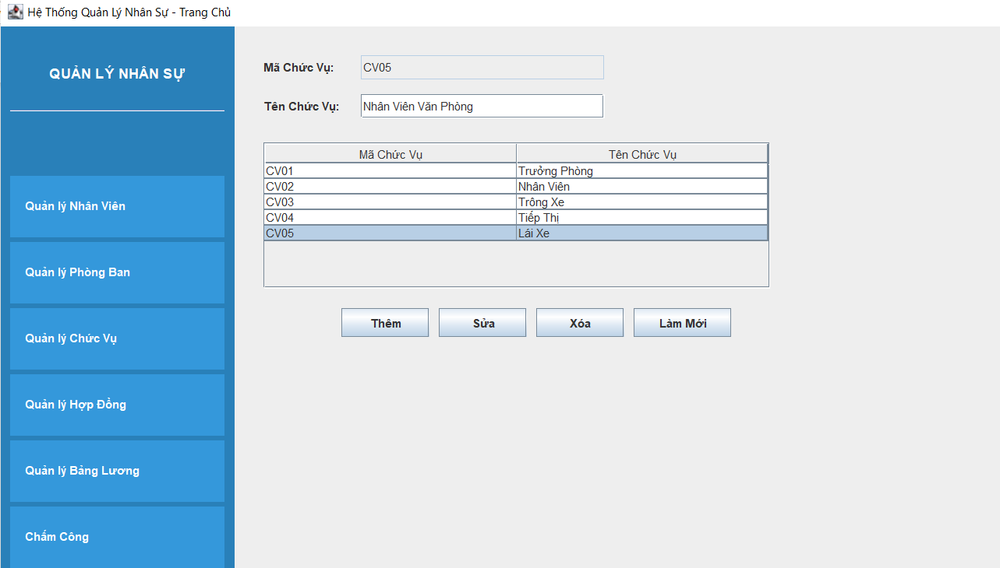 Hệ Thống Quản Lý Nhân Sự - Trang Chủ
QUẢN LÝ NHÂN SỰ
Quản lý Nhân Viên
Quản lý Phòng Ban
Quản lý Chức Vụ
Quản lý Hợp Đồng
Quản lý Bảng Lương
Chấm Công
Mã Chức Vụ: CV05
Tên Chức Vụ: Nhân Viên Văn Phòng
Mã Chức Vụ Tên Chức Vụ
CV01 Trưởng Phòng
CV02 Nhân Viên
CV03 Trông Xe
CV04 Tiếp Thị
CV05 Lái Xe
Thêm Sửa Xóa Làm Mới